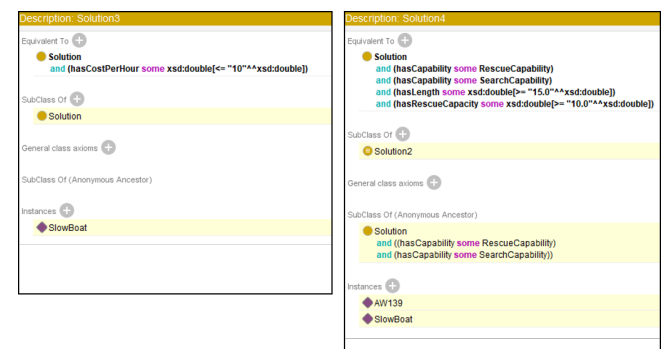 Description: Solution3
Equivalent To
Solution
and (hasCostPerHour some xsd:double[<= "10"^^xsd:double])
SubClass Of
Solution
General class axioms
SubClass Of (Anonymous Ancestor)
Instances
SlowBoat
Description: Solution4
Equivalent To
Solution
and (hasCapability some RescueCapability)
and (hasCapability some SearchCapability)
and (hasLength some xsd:double[>= "15.0"^^xsd:double])
and (hasRescueCapacity some xsd:double[>= "10.0"^^xsd:double])
SubClass Of
Solution2
General class axioms
SubClass Of (Anonymous Ancestor)
Solution
and ((hasCapability some RescueCapability)
and (hasCapability some SearchCapability))
Instances
AW139
SlowBoat